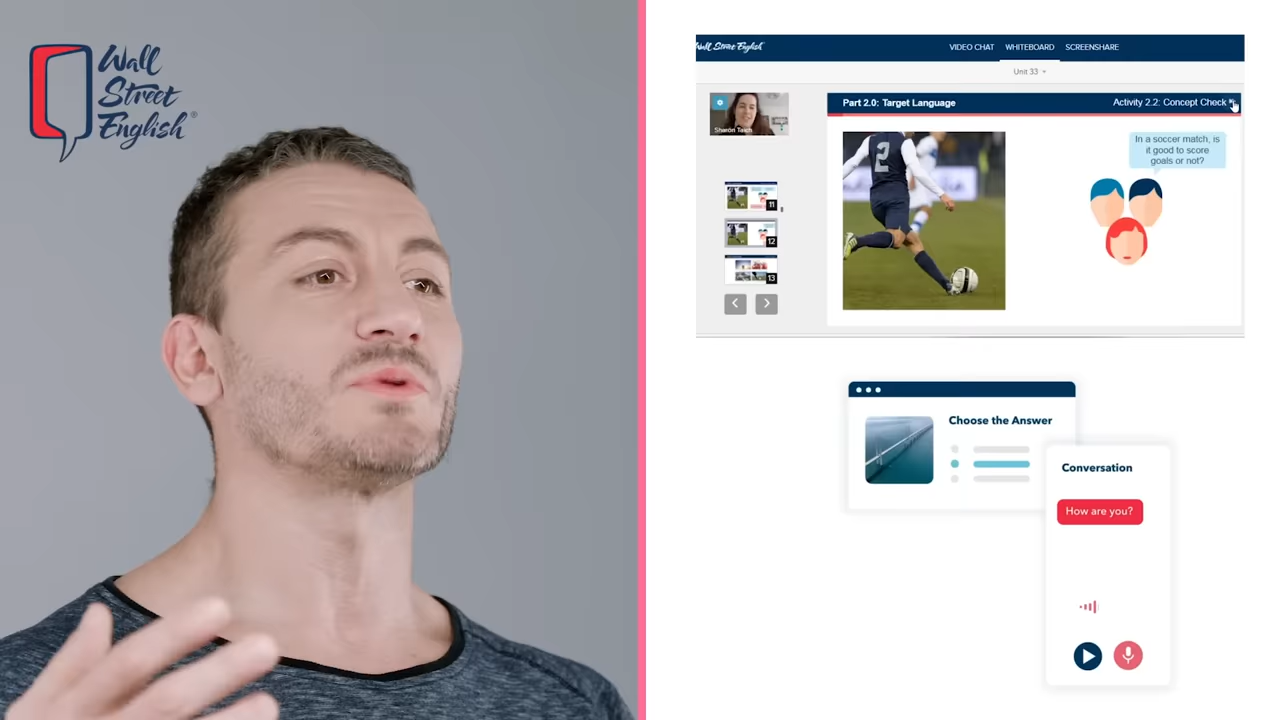 Wall
Street
English®
Wall Street English
VIDEO CHAT
WHITEBOARD
SCREENSHARE
Unit 33
Sharon Taich
11
12
13
Part 2.0: Target Language
Activity 2.2: Concept Check
2
In a soccer match, is
it good to score
goals or not?
Choose the Answer
Conversation
How are you?